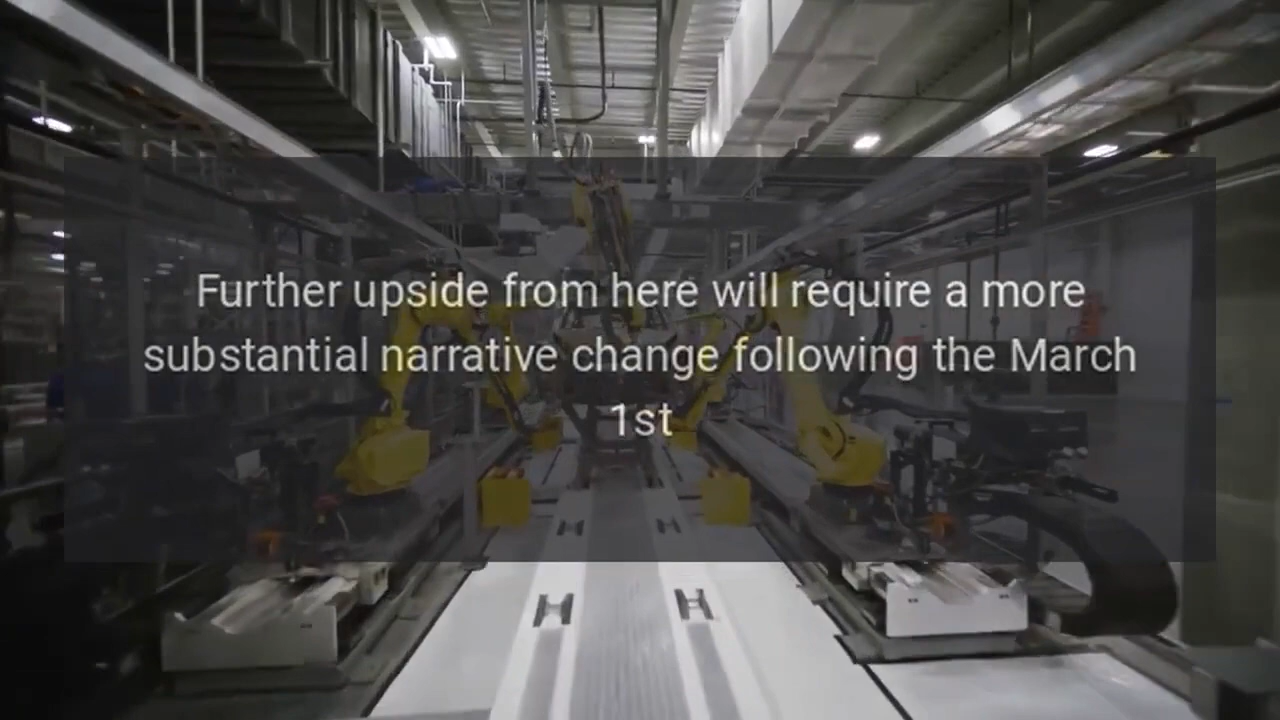 Further upside from here will require a more
substantial narrative change following the March
1st